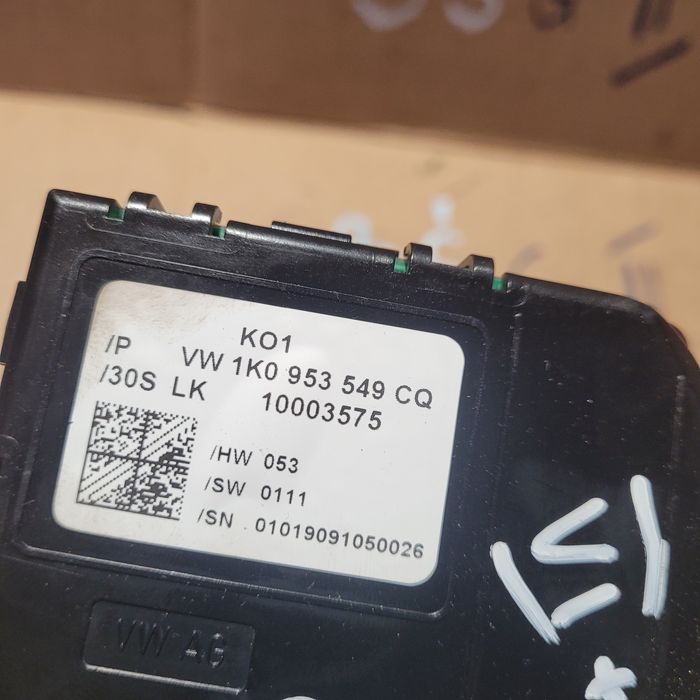 KO1
/P VW 1K0 953 549 CQ
/30S LK 10003575
/HW 053
/SW 0111
/SN 01019091050026
VW AG